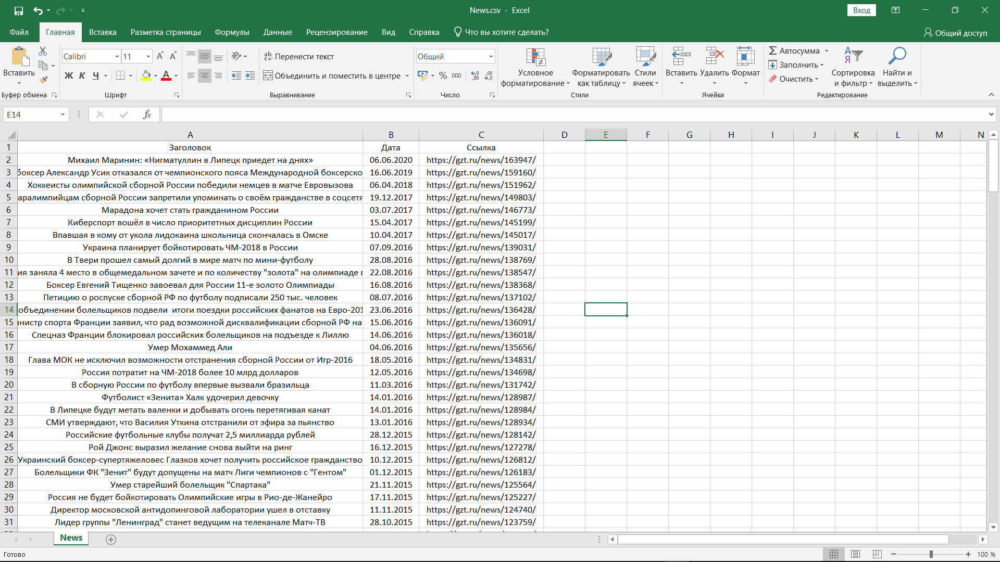 News.csv - Excel
Вход
Файл Главная Вставка Разметка страницы Формулы Данные Рецензирование Вид Справка Что вы хотите сделать? Общий доступ
Вставить
Буфер обмена
Calibri 11
Ж К Ч А
Шрифт
Перенести текст
Объединить и поместить в центре
Выравнивание
Общий
% 000
Число
Условное форматирование
Форматировать как таблицу
Стили ячеек
Стили
Вставить Удалить Формат
Ячейки
Автосумма
Заполнить
Очистить
Сортировка и фильтр
Найти и выделить
Редактирование
E14 fx
A B C D E F G H I J K L M N
1 Заголовок Дата Ссылка
2 Михаил Маринин: «Нигматуллин в Липецк приедет на днях» 06.06.2020 https://gzt.ru/news/163947/
3 боксер Александр Усик отказался от чемпионского пояса Международной боксерско 16.06.2019 https://gzt.ru/news/159160/
4 Хоккеисты олимпийской сборной России победили немцев в матче Евровызова 06.04.2018 https://gzt.ru/news/151962/
5 аралимпийцам сборной России запретили упоминать о своём гражданстве в соцсетя 19.12.2017 https://gzt.ru/news/149803/
6 Марадона хочет стать гражданином России 03.07.2017 https://gzt.ru/news/146773/
7 Киберспорт вошёл в число приоритетных дисциплин России 15.04.2017 https://gzt.ru/news/145199/
8 Впавшая в кому от укола лидокаина школьница скончалась в Омске 10.04.2017 https://gzt.ru/news/145017/
9 Украина планирует бойкотировать ЧМ-2018 в России 07.09.2016 https://gzt.ru/news/139031/
10 В Твери прошел самый долгий в мире матч по мини-футболу 28.08.2016 https://gzt.ru/news/138769/
11 ия заняла 4 место в общемедальном зачете и по количеству "золота" на олимпиаде в 22.08.2016 https://gzt.ru/news/138547/
12 Боксер Евгений Тищенко завоевал для России 11-е золото Олимпиады 16.08.2016 https://gzt.ru/news/138368/
13 Петицию о роспуске сборной РФ по футболу подписали 250 тыс. человек 08.07.2016 https://gzt.ru/news/137102/
14 объединении болельщиков подвели итоги поездки российских фанатов на Евро-201 23.06.2016 https://gzt.ru/news/136428/
15 нистр спорта Франции заявил, что рад возможной дисквалификации сборной РФ на 15.06.2016 https://gzt.ru/news/136091/
16 Спецназ Франции блокировал российских болельщиков на подъезде к Лиллю 14.06.2016 https://gzt.ru/news/136018/
17 Умер Мохаммед Али 04.06.2016 https://gzt.ru/news/135656/
18 Глава МОК не исключил возможности отстранения сборной России от Игр-2016 18.05.2016 https://gzt.ru/news/134831/
19 Россия потратит на ЧМ-2018 более 10 млрд долларов 12.05.2016 https://gzt.ru/news/134698/
20 В сборную России по футболу впервые вызвали бразильца 11.03.2016 https://gzt.ru/news/131742/
21 Футболист «Зенита» Халк удочерил девочку 14.01.2016 https://gzt.ru/news/128987/
22 В Липецке будут метать валенки и добывать огонь перетягивая канат 14.01.2016 https://gzt.ru/news/128984/
23 СМИ утверждают, что Василия Уткина отстранили от эфира за пьянство 13.01.2016 https://gzt.ru/news/128934/
24 Российские футбольные клубы получат 2,5 миллиарда рублей 28.12.2015 https://gzt.ru/news/128142/
25 Рой Джонс выразил желание снова выйти на ринг 16.12.2015 https://gzt.ru/news/127278/
26 Украинский боксер-супертяжеловес Глазков хочет получить российское гражданство 10.12.2015 https://gzt.ru/news/126812/
27 Болельщики ФК "Зенит" будут допущены на матч Лиги чемпионов с "Гентом" 01.12.2015 https://gzt.ru/news/126183/
28 Умер старейший болельщик "Спартака" 21.11.2015 https://gzt.ru/news/125564/
29 Россия не будет бойкотировать Олимпийские игры в Рио-де-Жанейро 17.11.2015 https://gzt.ru/news/125227/
30 Директор московской антидопинговой лаборатории ушел в отставку 11.11.2015 https://gzt.ru/news/124740/
31 Лидер группы "Ленинград" станет ведущим на телеканале Матч-ТВ 28.10.2015 https://gzt.ru/news/123759/
News
Готово 100 %